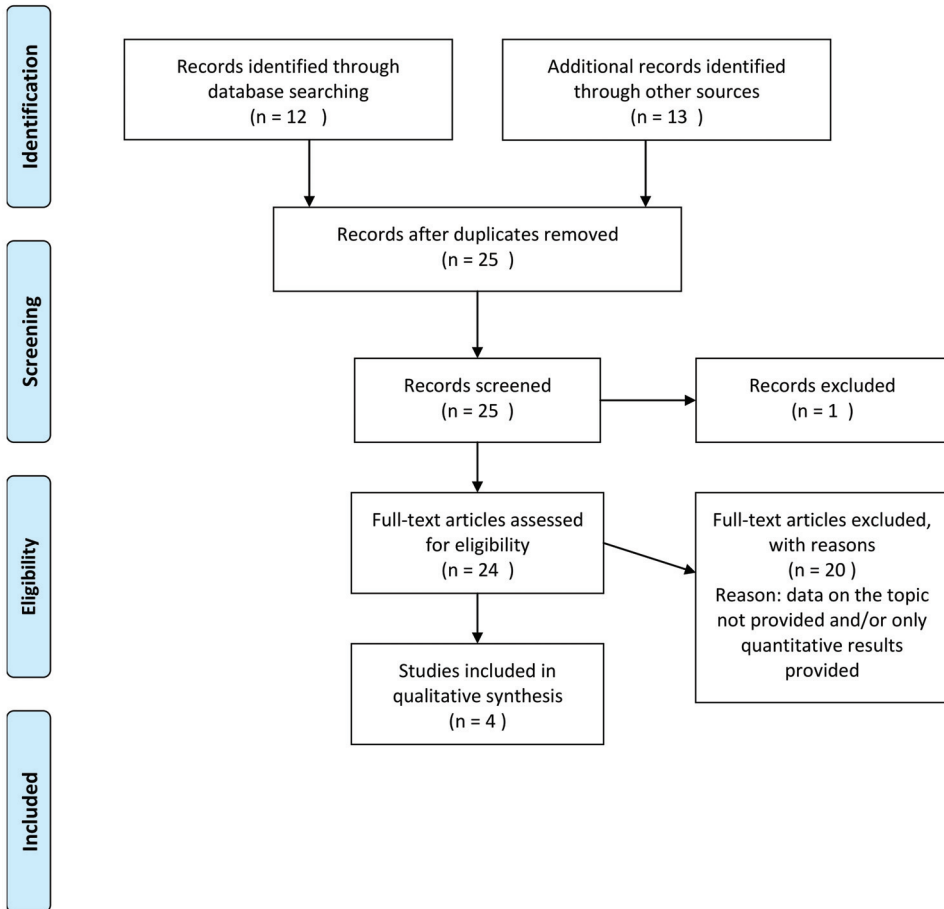 Identification
Records identified through
database searching
(n = 12 )
Additional records identified
through other sources
(n = 13 )
Records after duplicates removed
(n = 25 )
Screening
Records screened
(n = 25 )
Records excluded
(n = 1 )
Eligibility
Full-text articles assessed
for eligibility
(n = 24 )
Full-text articles excluded,
with reasons
(n = 20 )
Reason: data on the topic
not provided and/or only
quantitative results
provided
Studies included in
qualitative synthesis
(n = 4 )
Included